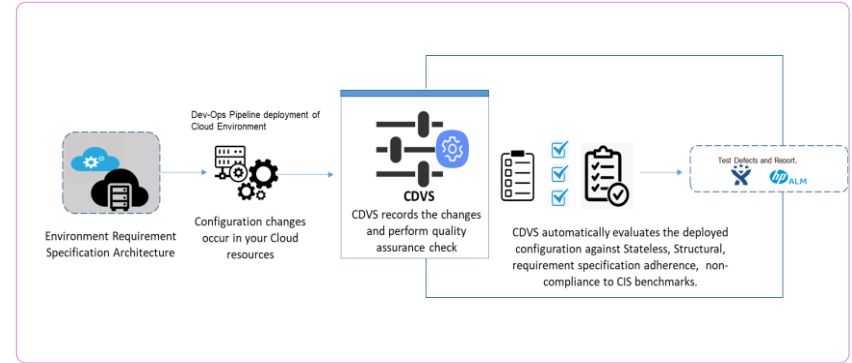 Dev-Ops Pipeline deployment of
Cloud Environment
Environment Requirement
Specification Architecture
Configuration changes
occur in your Cloud
resources
CDVS
CDVS records the changes
and perform quality
assurance check
CDVS automatically evaluates the deployed
configuration against Stateless, Structural,
requirement specification adherence, non-
compliance to CIS benchmarks.
Test Defects and Report.
hp ALM